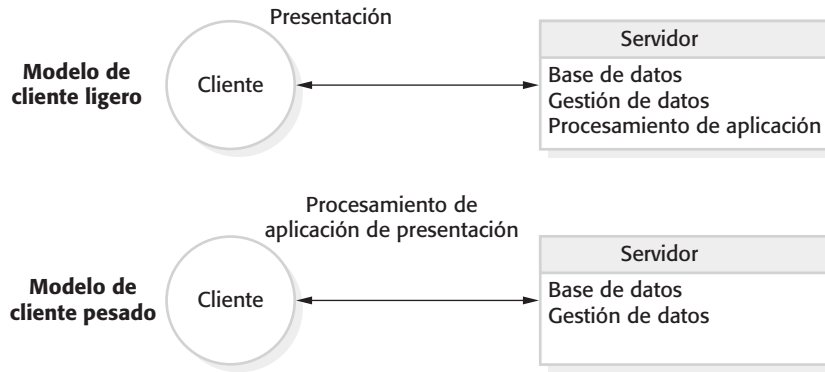 Presentación
Modelo de
cliente ligero
Cliente
Servidor
Base de datos
Gestión de datos
Procesamiento de aplicación
Procesamiento de
aplicación de presentación
Modelo de
cliente pesado
Cliente
Servidor
Base de datos
Gestión de datos